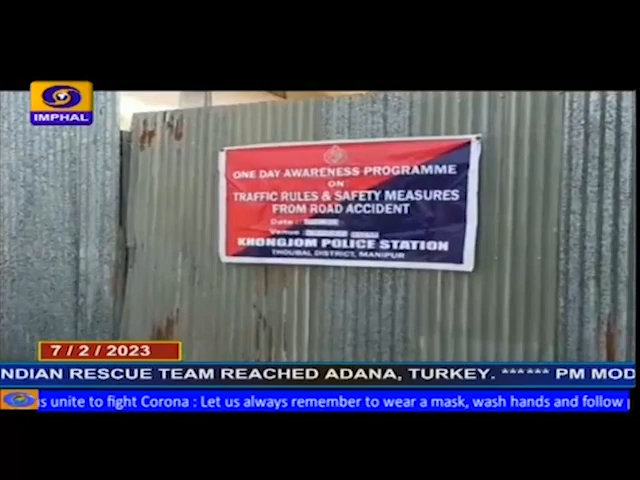 IMPHAL
ONE DAY AWARENESS PROGRAMME
ON
TRAFFIC RULES & SAFETY MEASURES
FROM ROAD ACCIDENT
Date :
Venue :
KHONGJOM POLICE STATION
THOUBAL DISTRICT, MANIPUR
7/2/2023
NDIAN RESCUE TEAM REACHED ADANA, TURKEY. ****** PM MOD
s unite to fight Corona : Let us always remember to wear a mask, wash hands and follow